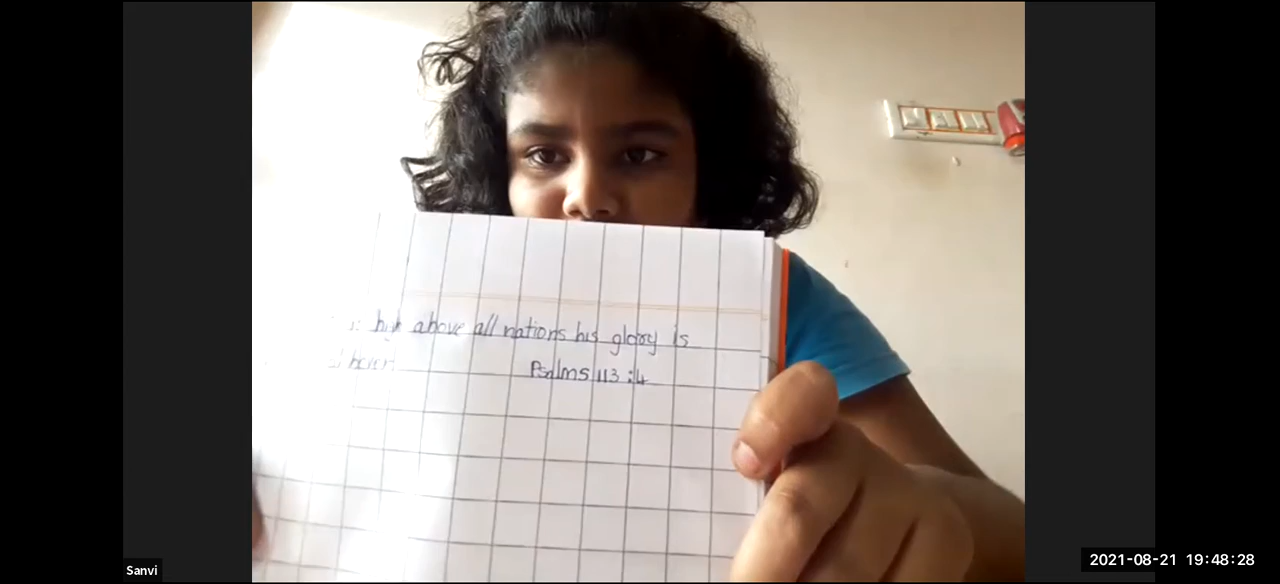 high above all nations his glory is
Psalms 113:4
Sanvi
2021-08-21 19:48:28